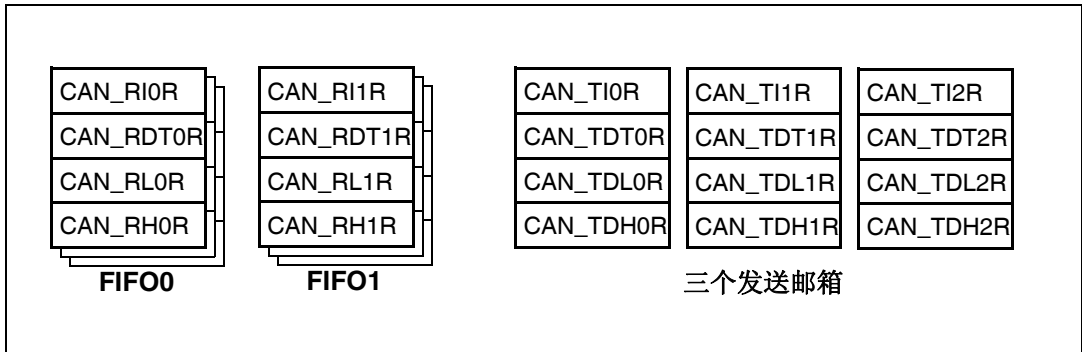 CAN_RI0R
CAN_RDT0R
CAN_RL0R
CAN_RH0R
FIFO0
CAN_RI1R
CAN_RDT1R
CAN_RL1R
CAN_RH1R
FIFO1
CAN_TI0R
CAN_TDT0R
CAN_TDL0R
CAN_TDH0R
CAN_TI1R
CAN_TDT1R
CAN_TDL1R
CAN_TDH1R
CAN_TI2R
CAN_TDT2R
CAN_TDL2R
CAN_TDH2R
三个发送邮箱